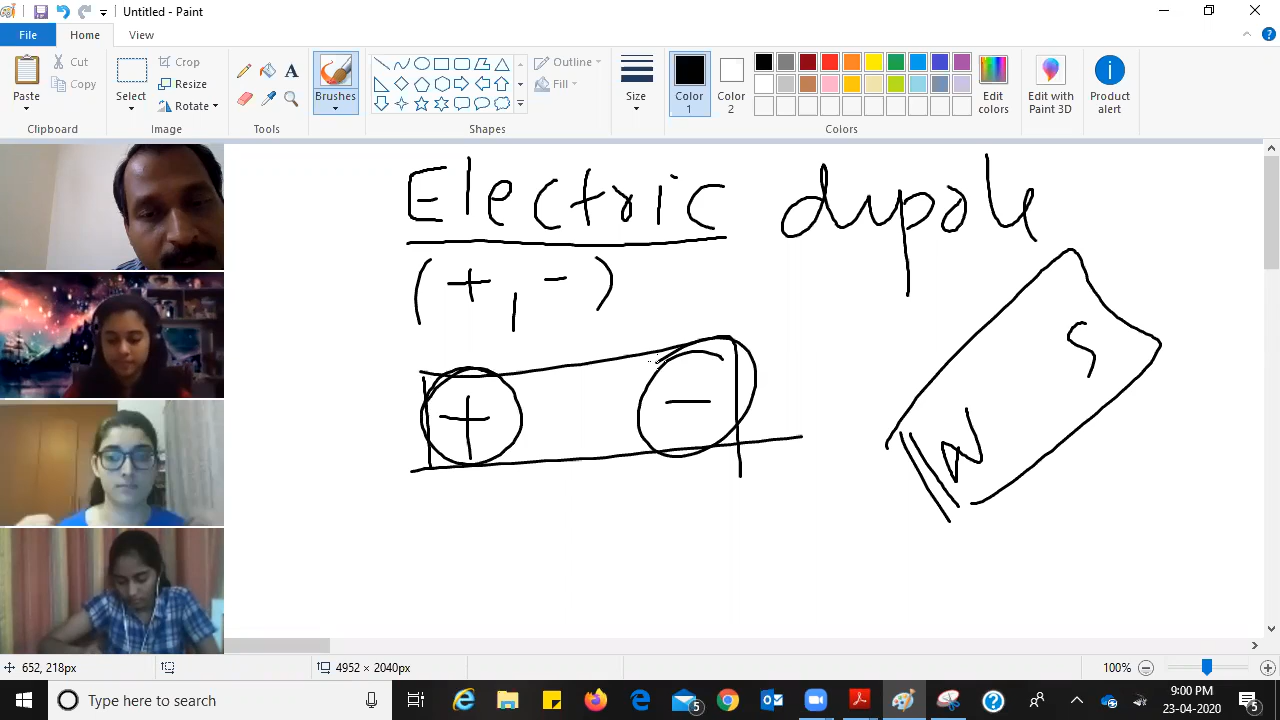 Untitled - Paint
File Home View
Paste Cut Copy
Clipboard
Select Crop Resize Rotate
Image
A
Tools
Brushes
Outline Fill
Shapes
Size
Color 1 Color 2
Edit colors
Colors
Edit with Paint 3D
Product alert
Electric dipole
(+, -)
+ -
S
N
652, 218px 4952 × 2040px 100%
Type here to search
5
9:00 PM
23-04-2020
5